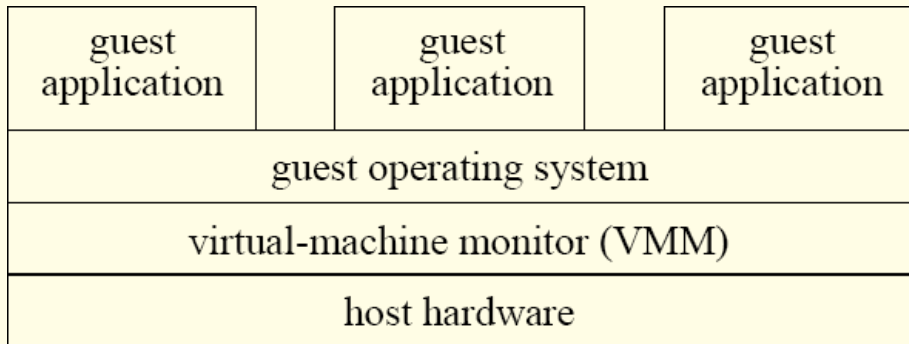 guest
application
guest
application
guest
application
guest operating system
virtual-machine monitor (VMM)
host hardware